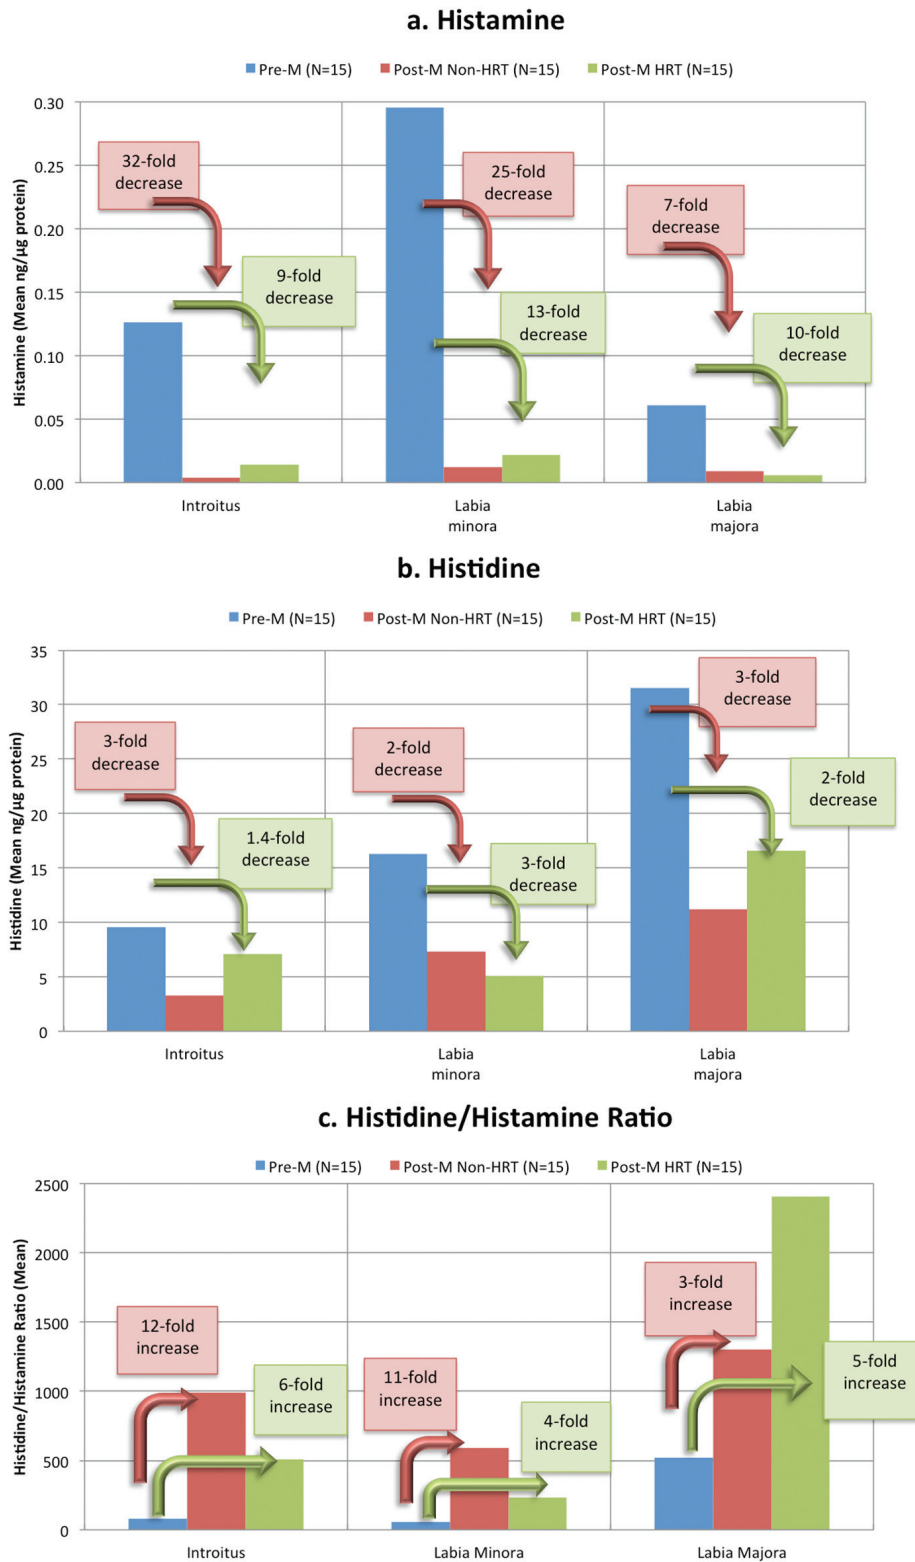 a. Histamine
Pre-M (N=15) Post-M Non-HRT (N=15) Post-M HRT (N=15)
Histamine (Mean ng/µg protein)
0.30
0.25
0.20
0.15
0.10
0.05
0.00
32-fold
decrease
9-fold
decrease
25-fold
decrease
13-fold
decrease
7-fold
decrease
10-fold
decrease
Introitus
Labia
minora
Labia
majora
b. Histidine
Pre-M (N=15) Post-M Non-HRT (N=15) Post-M HRT (N=15)
Histidine (Mean ng/µg protein)
35
30
25
20
15
10
5
0
3-fold
decrease
1.4-fold
decrease
2-fold
decrease
3-fold
decrease
3-fold
decrease
2-fold
decrease
Introitus
Labia
minora
Labia
majora
c. Histidine/Histamine Ratio
Pre-M (N=15) Post-M Non-HRT (N=15) Post-M HRT (N=15)
Histidine/Histamine Ratio (Mean)
2500
2000
1500
1000
500
0
12-fold
increase
6-fold
increase
11-fold
increase
4-fold
increase
3-fold
increase
5-fold
increase
Introitus
Labia Minora
Labia Majora